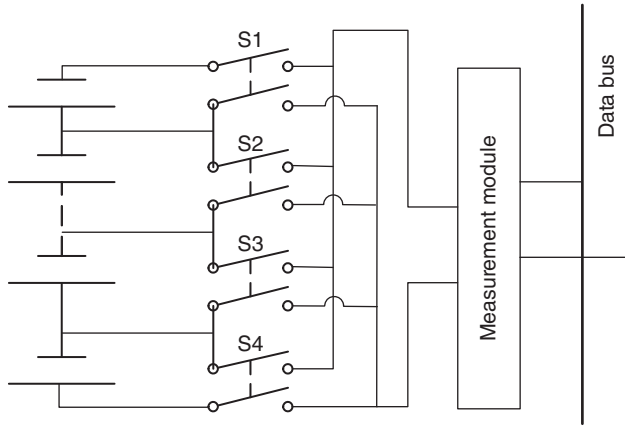 S1
S2
S3
S4
Measurement module
Data bus